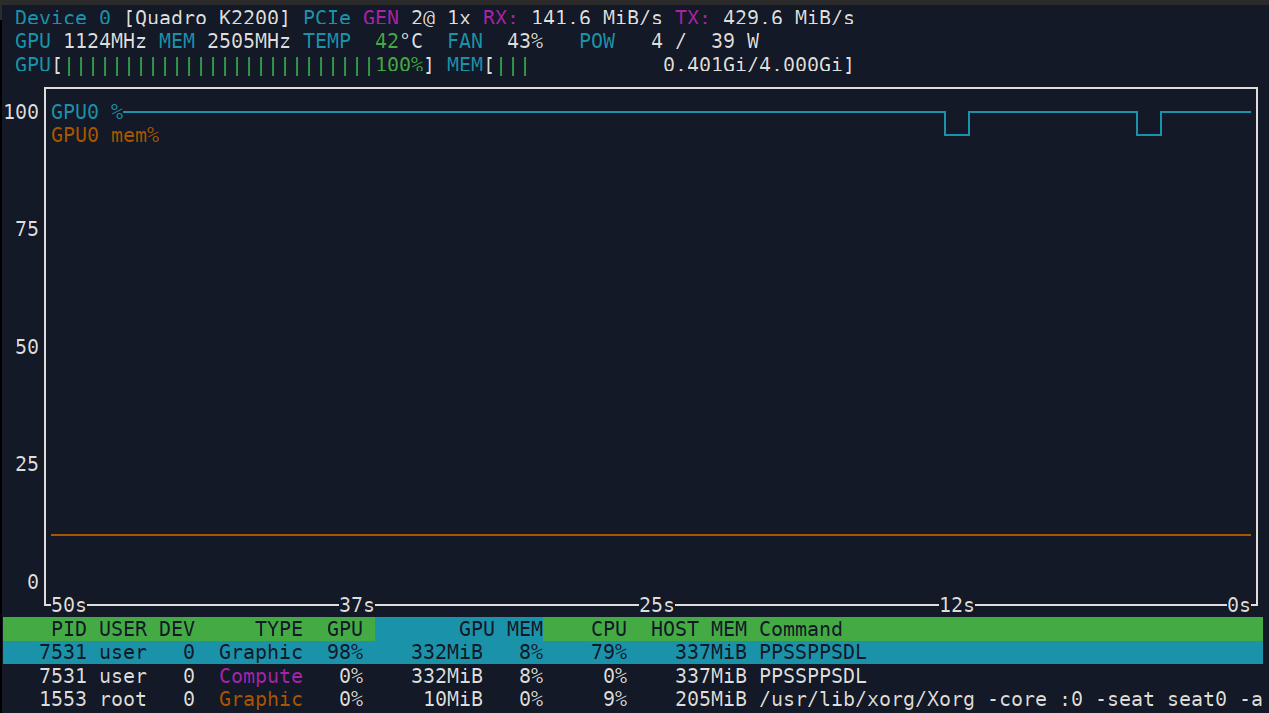 Device 0 [Quadro K2200] PCIe GEN 2@ 1x RX: 141.6 MiB/s TX: 429.6 MiB/s
GPU 1124MHz MEM 2505MHz TEMP 42°C FAN 43% POW 4 / 39 W
GPU[||||||||||||||||||||||||||100%] MEM[||| 0.401Gi/4.000Gi]
100 GPU0 %
GPU0 mem%
75
50
25
0
50s 37s 25s 12s 0s
PID USER DEV TYPE GPU GPU MEM CPU HOST MEM Command
7531 user 0 Graphic 98% 332MiB 8% 79% 337MiB PPSSPPSDL
7531 user 0 Compute 0% 332MiB 8% 0% 337MiB PPSSPPSDL
1553 root 0 Graphic 0% 10MiB 0% 9% 205MiB /usr/lib/xorg/Xorg -core :0 -seat seat0 -a